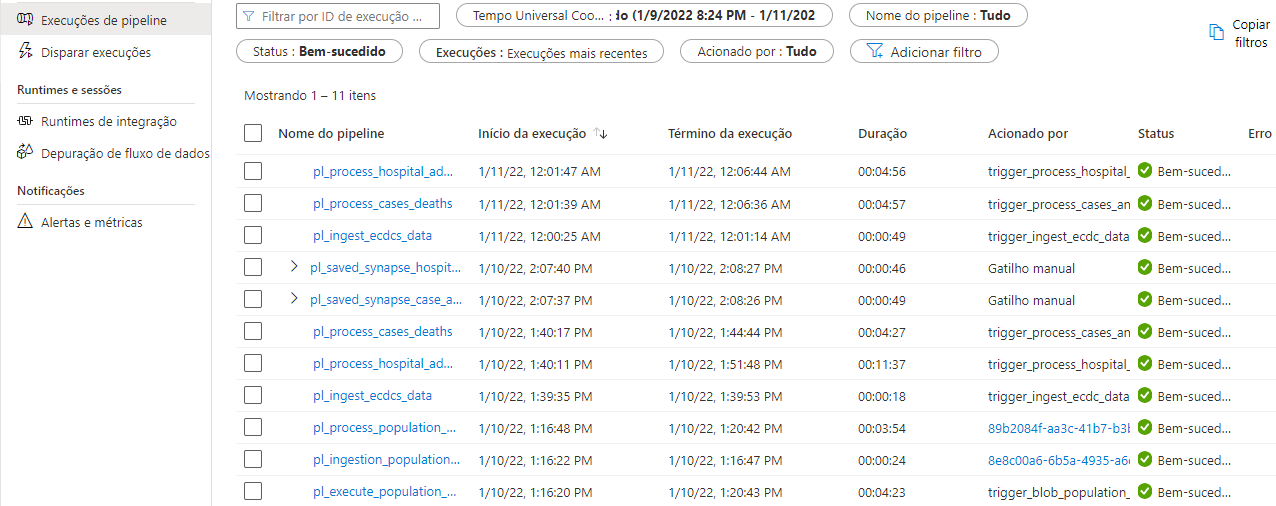 Execuções de pipeline
Disparar execuções
Runtimes e sessões
Runtimes de integração
Depuração de fluxo de dados
Notificações
Alertas e métricas
Filtrar por ID de execução ...
Tempo Universal Coo... : do (1/9/2022 8:24 PM - 1/11/202
Nome do pipeline : Tudo
Copiar
filtros
Status : Bem-sucedido
Execuções : Execuções mais recentes
Acionado por : Tudo
Adicionar filtro
Mostrando 1 – 11 itens
Nome do pipeline Início da execução Término da execução Duração Acionado por Status Erro
pl_process_hospital_ad... 1/11/22, 12:01:47 AM 1/11/22, 12:06:44 AM 00:04:56 trigger_process_hospital_ Bem-suced...
pl_process_cases_deaths 1/11/22, 12:01:39 AM 1/11/22, 12:06:36 AM 00:04:57 trigger_process_cases_an Bem-suced...
pl_ingest_ecdcs_data 1/11/22, 12:00:25 AM 1/11/22, 12:01:14 AM 00:00:49 trigger_ingest_ecdc_data Bem-suced...
pl_saved_synapse_hospit... 1/10/22, 2:07:40 PM 1/10/22, 2:08:27 PM 00:00:46 Gatilho manual Bem-suced...
pl_saved_synapse_case_a... 1/10/22, 2:07:37 PM 1/10/22, 2:08:26 PM 00:00:49 Gatilho manual Bem-suced...
pl_process_cases_deaths 1/10/22, 1:40:17 PM 1/10/22, 1:44:44 PM 00:04:27 trigger_process_cases_an Bem-suced...
pl_process_hospital_ad... 1/10/22, 1:40:11 PM 1/10/22, 1:51:48 PM 00:11:37 trigger_process_hospital_ Bem-suced...
pl_ingest_ecdcs_data 1/10/22, 1:39:35 PM 1/10/22, 1:39:53 PM 00:00:18 trigger_ingest_ecdc_data Bem-suced...
pl_process_population_... 1/10/22, 1:16:48 PM 1/10/22, 1:20:42 PM 00:03:54 89b2084f-aa3c-41b7-b3b Bem-suced...
pl_ingestion_population... 1/10/22, 1:16:22 PM 1/10/22, 1:16:47 PM 00:00:24 8e8c00a6-6b5a-4935-a6c Bem-suced...
pl_execute_population_... 1/10/22, 1:16:20 PM 1/10/22, 1:20:43 PM 00:04:23 trigger_blob_population_ Bem-suced...